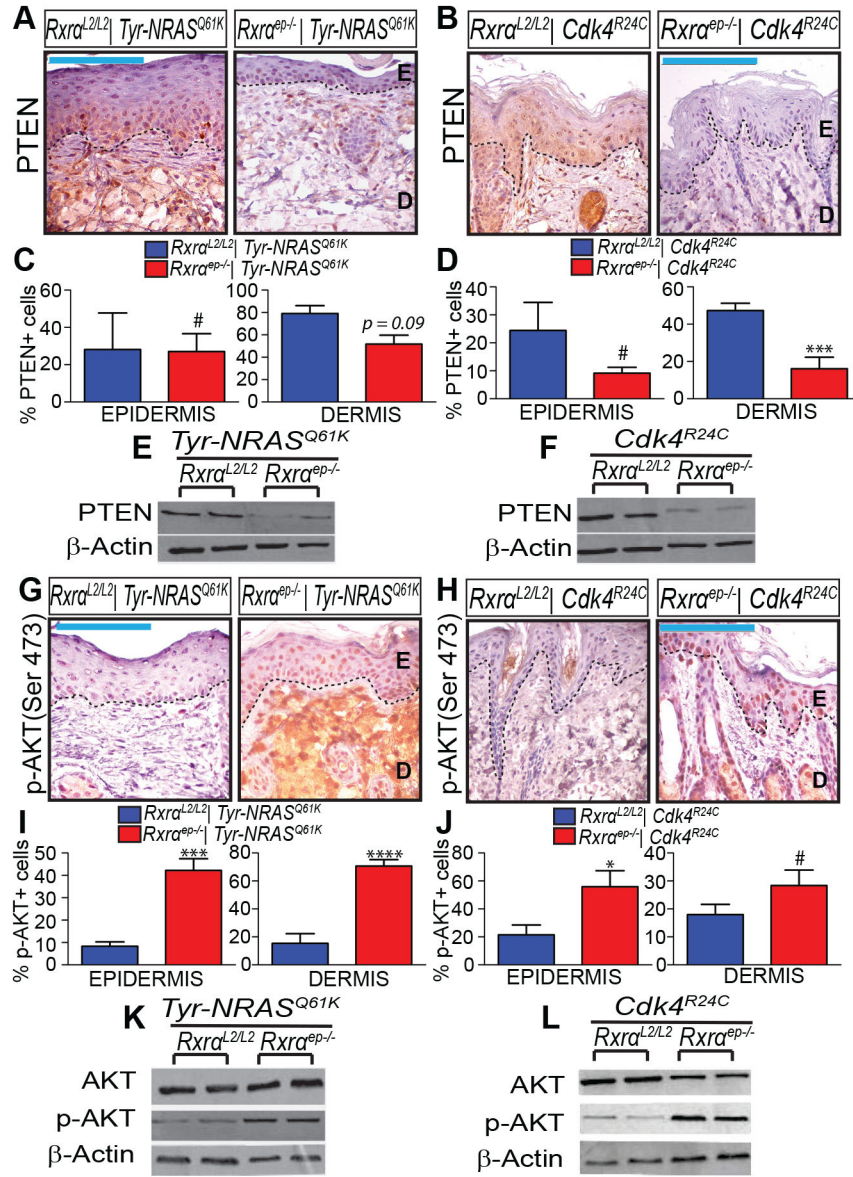 A
Rxrα^L2/L2| Tyr-NRAS^Q61K
Rxrα^ep-/-| Tyr-NRAS^Q61K
PTEN
E
D
B
Rxrα^L2/L2| Cdk4^R24C
Rxrα^ep-/-| Cdk4^R24C
PTEN
E
D
C
Rxrα^L2/L2| Tyr-NRAS^Q61K
Rxrα^ep-/-| Tyr-NRAS^Q61K
% PTEN+ cells
60
40
20
0
#
EPIDERMIS
100
80
60
40
20
0
p = 0.09
DERMIS
D
Rxrα^L2/L2| Cdk4^R24C
Rxrα^ep-/-| Cdk4^R24C
% PTEN+ cells
40
20
0
#
EPIDERMIS
60
40
20
0
***
DERMIS
E
Tyr-NRAS^Q61K
Rxrα^L2/L2 Rxrα^ep-/-
PTEN
β-Actin
F
Cdk4^R24C
Rxrα^L2/L2 Rxrα^ep-/-
PTEN
β-Actin
G
Rxrα^L2/L2| Tyr-NRAS^Q61K
Rxrα^ep-/-| Tyr-NRAS^Q61K
p-AKT(Ser 473)
E
D
H
Rxrα^L2/L2| Cdk4^R24C
Rxrα^ep-/-| Cdk4^R24C
p-AKT(Ser 473)
E
D
I
Rxrα^L2/L2| Tyr-NRAS^Q61K
Rxrα^ep-/-| Tyr-NRAS^Q61K
% p-AKT+ cells
50
40
30
20
10
0
***
EPIDERMIS
80
60
40
20
0
****
DERMIS
J
Rxrα^L2/L2| Cdk4^R24C
Rxrα^ep-/-| Cdk4^R24C
% p-AKT+ cells
80
60
40
20
0
*
EPIDERMIS
40
30
20
10
0
#
DERMIS
K
Tyr-NRAS^Q61K
Rxrα^L2/L2 Rxrα^ep-/-
AKT
p-AKT
β-Actin
L
Cdk4^R24C
Rxrα^L2/L2 Rxrα^ep-/-
AKT
p-AKT
β-Actin